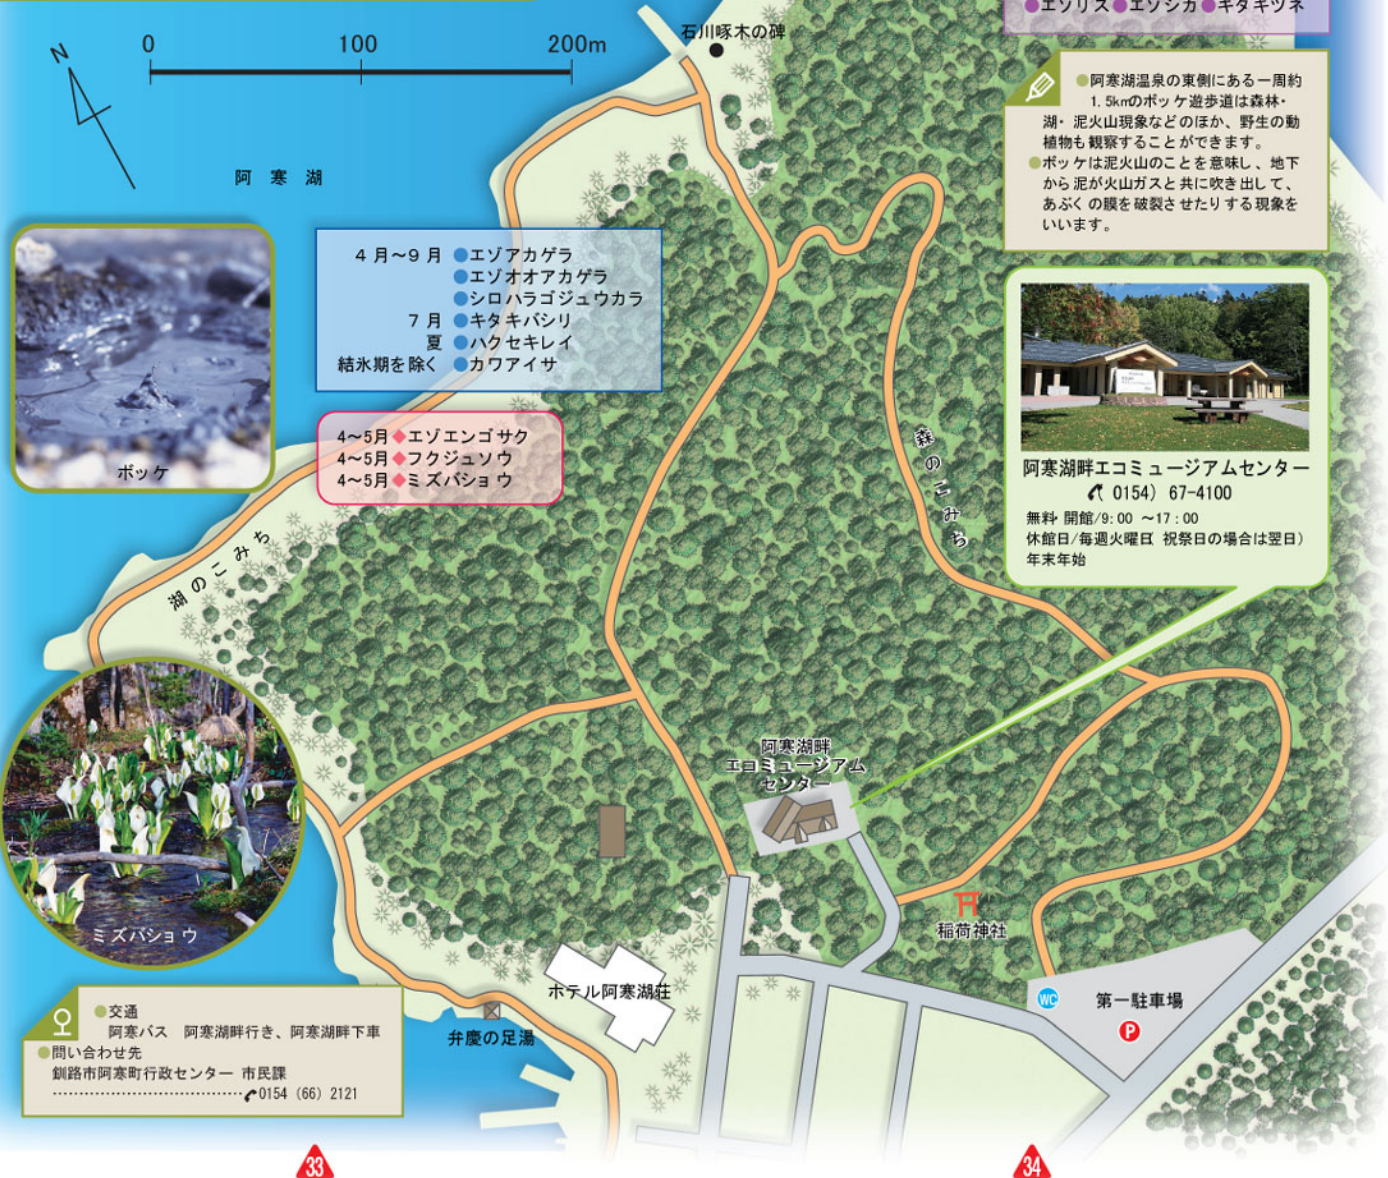 ●エゾリス●エゾシカ●キタキツネ
石川啄木の碑
N
0 100 200m
阿寒湖
●阿寒湖温泉の東側にある一周約
1.5kmのボッケ遊歩道は森林・
湖・泥火山現象などのほか、野生の動
植物も観察することができます。
●ボッケは泥火山のことを意味し、地下
から泥が火山ガスと共に吹き出して、
あぶくの膜を破裂させたりする現象を
いいます。
4月～9月 ●エゾアカゲラ
●エゾオオアカゲラ
●シロハラゴジュウカラ
7月 ●キタキバシリ
夏 ●ハクセキレイ
結氷期を除く ●カワアイサ
ボッケ
4～5月◆エゾエンゴサク
4～5月◆フクジュソウ
4～5月◆ミズバショウ
森のこみち
阿寒湖畔エコミュージアムセンター
0154) 67-4100
無料 開館/9:00 ～17:00
休館日/毎週火曜日 祝祭日の場合は翌日)
年末年始
湖のこみち
阿寒湖畔
エコミュージアム
センター
ミズバショウ
稲荷神社
ホテル阿寒湖荘
弁慶の足湯
WC
第一駐車場
P
●交通
阿寒バス 阿寒湖畔行き、阿寒湖畔下車
●問い合わせ先
釧路市阿寒町行政センター 市民課
0154 (66) 2121
33
34